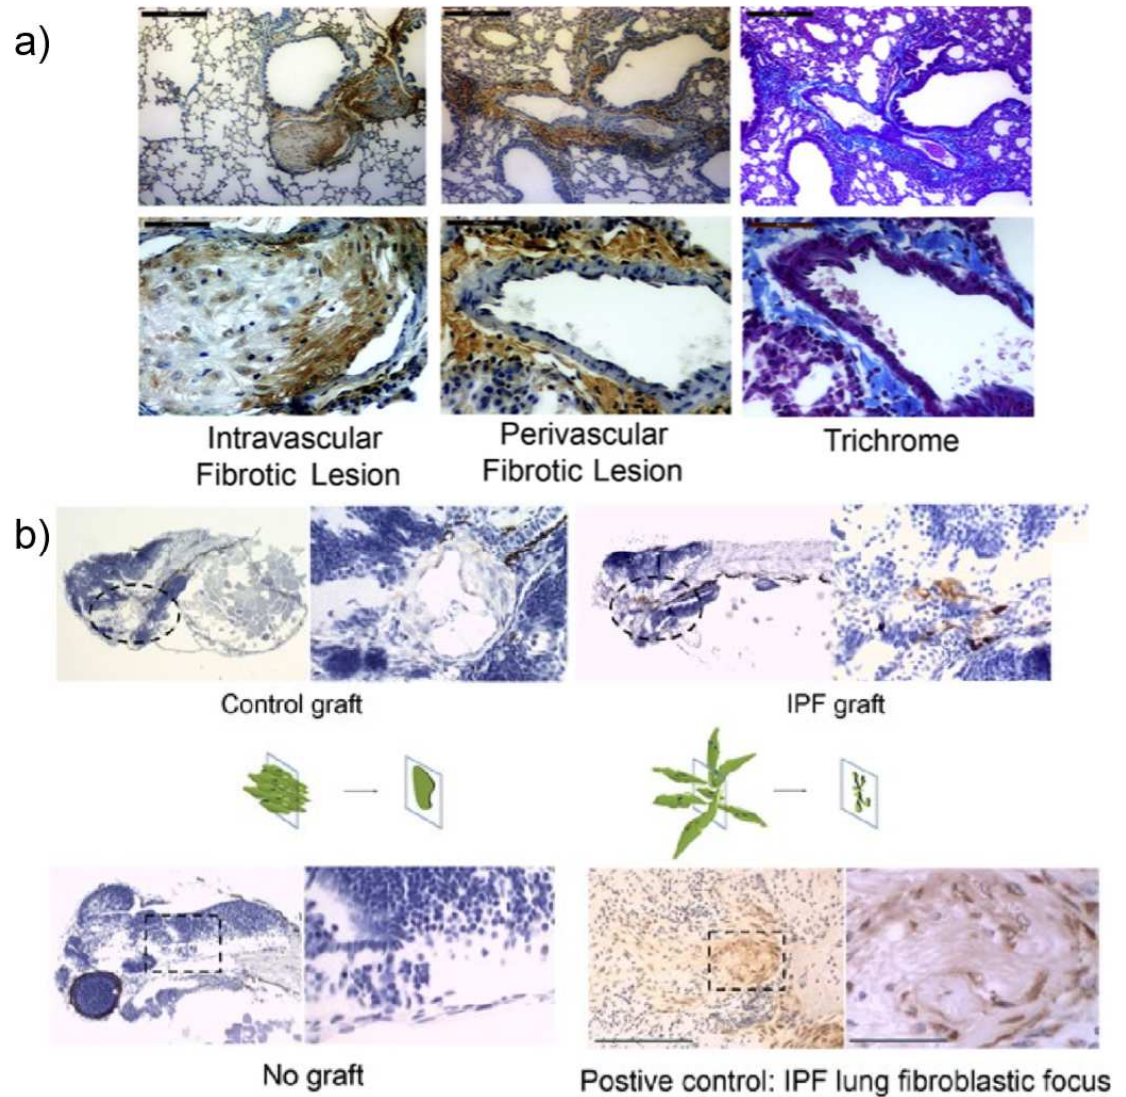 a)
Intravascular
Fibrotic Lesion
Perivascular
Fibrotic Lesion
Trichrome
b)
Control graft
IPF graft
No graft
Postive control: IPF lung fibroblastic focus